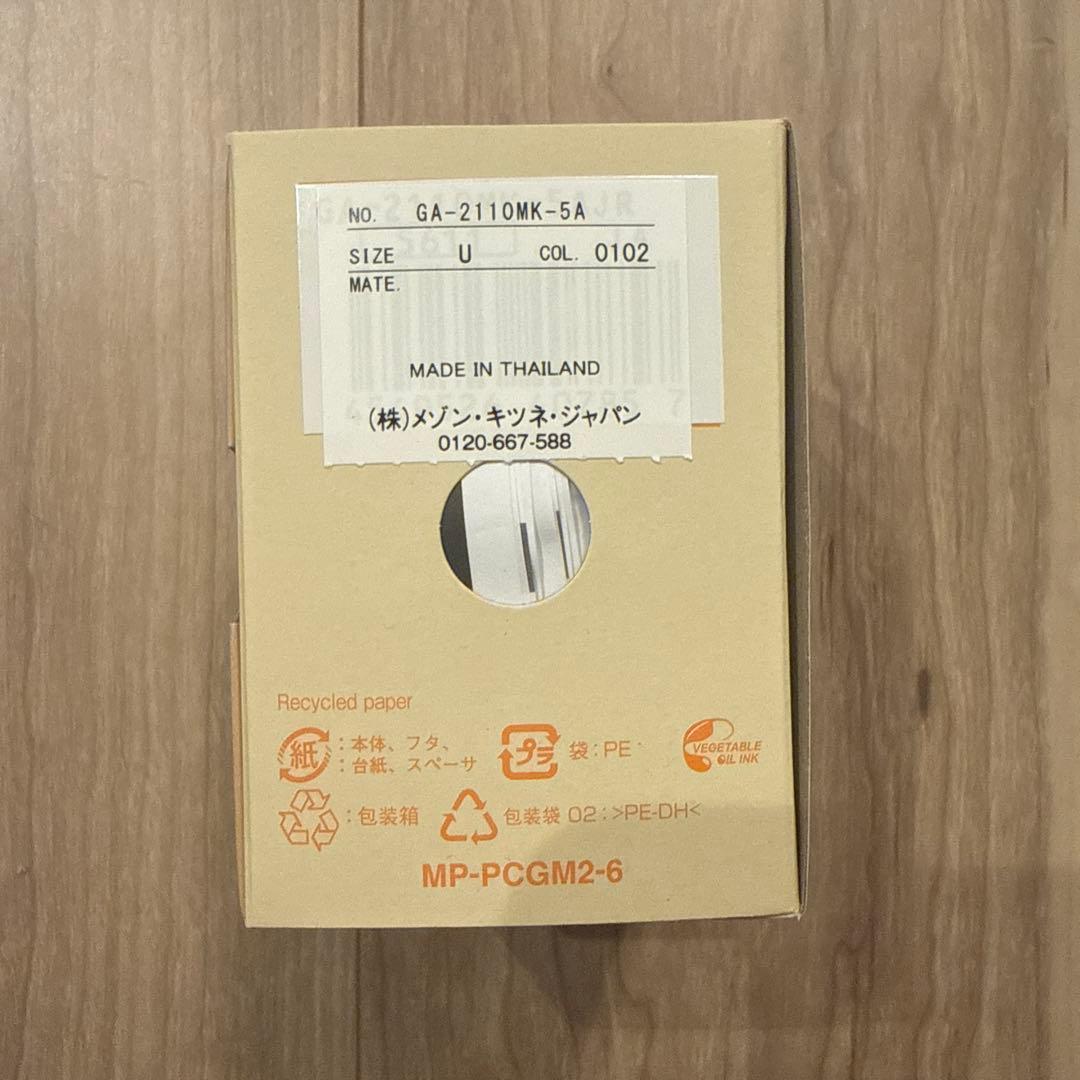 NO. GA-2110MK-5A
SIZE U COL. 0102
MATE.
MADE IN THAILAND
(株)メゾン・キツネ・ジャパン
0120-667-588
Recycled paper
紙 :本体、フタ、
:台紙、スペーサ
プラ 袋:PE
VEGETABLE
OIL INK
:包装箱
包装袋 02:>PE-DH<
MP-PCGM2-6